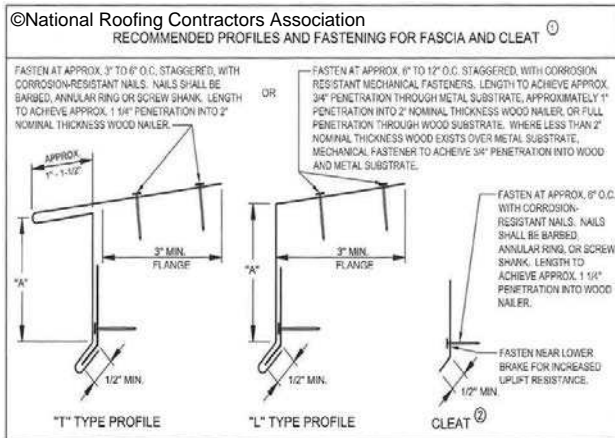 ©National Roofing Contractors Association
RECOMMENDED PROFILES AND FASTENING FOR FASCIA AND CLEAT ①
FASTEN AT APPROX. 3" TO 6" O.C. STAGGERED, WITH
CORROSION-RESISTANT NAILS. NAILS SHALL BE
BARBED, ANNULAR RING OR SCREW SHANK. LENGTH
TO ACHIEVE APPROX. 1 1/4" PENETRATION INTO 2"
NOMINAL THICKNESS WOOD NAILER.
OR
FASTEN AT APPROX. 6" TO 12" O.C. STAGGERED, WITH CORROSION
RESISTANT MECHANICAL FASTENERS. LENGTH TO ACHIEVE APPROX.
3/4" PENETRATION THROUGH METAL SUBSTRATE, APPROXIMATELY 1"
PENETRATION INTO 2" NOMINAL THICKNESS WOOD NAILER, OR FULL
PENETRATION THROUGH WOOD SUBSTRATE. WHERE LESS THAN 2"
NOMINAL THICKNESS WOOD EXISTS OVER METAL SUBSTRATE,
MECHANICAL FASTENER TO ACHEIVE 3/4" PENETRATION INTO WOOD
AND METAL SUBSTRATE.
APPROX.
1" - 1-1/2"
"A"
3" MIN.
FLANGE
1/2" MIN.
"T" TYPE PROFILE
"A"
3" MIN.
FLANGE
1/2" MIN.
"L" TYPE PROFILE
FASTEN AT APPROX. 6" O.C.
WITH CORROSION-
RESISTANT NAILS. NAILS
SHALL BE BARBED,
ANNULAR RING, OR SCREW
SHANK. LENGTH TO
ACHIEVE APPROX. 1 1/4"
PENETRATION INTO WOOD
NAILER.
FASTEN NEAR LOWER
BRAKE FOR INCREASED
UPLIFT RESISTANCE.
1/2" MIN.
CLEAT ②